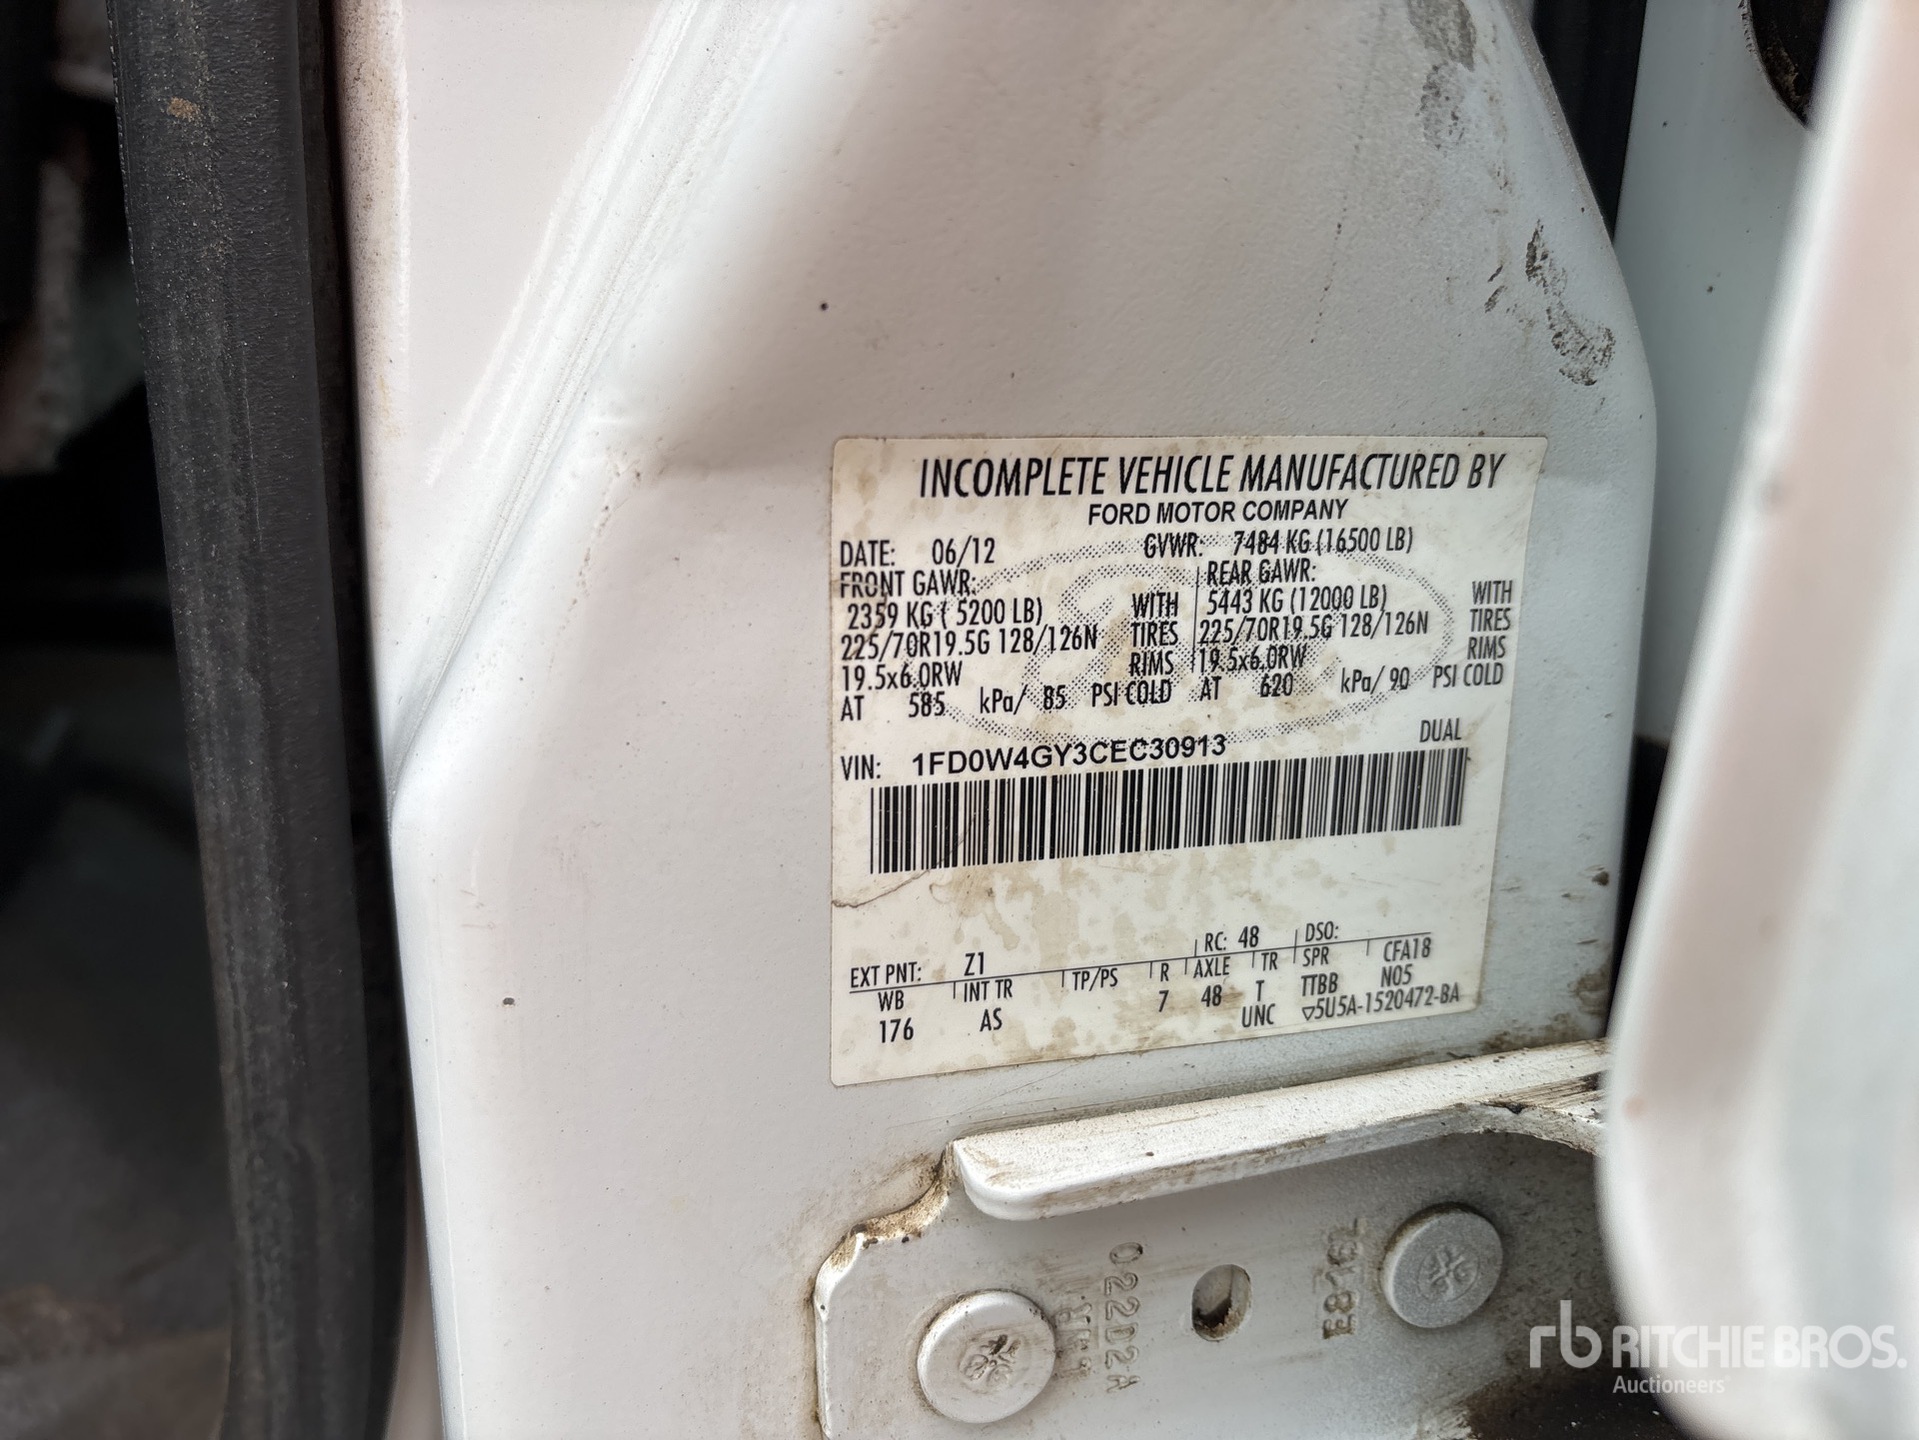 INCOMPLETE VEHICLE MANUFACTURED BY
FORD MOTOR COMPANY
DATE: 06/12 GVWR: 7484 KG (16500 LB)
FRONT GAWR: REAR GAWR:
2359 KG ( 5200 LB) WITH 5443 KG (12000 LB) WITH
225/70R19.5G 128/126N TIRES 225/70R19.5G 128/126N TIRES
19.5x6.0RW RIMS 19.5x6.0RW RIMS
AT 585 kPa/ 85 PSI COLD AT 620 kPa/ 90 PSI COLD
DUAL
VIN: 1FD0W4GY3CEC30913
EXT PNT: Z1 RC: 48 DSO:
WB INT TR TP/PS R AXLE TR SPR CFA18
176 AS 7 48 T TTBB N05
UNC ▽5U5A-1520472-BA
022D2A
rb RITCHIE BROS.
Auctioneers